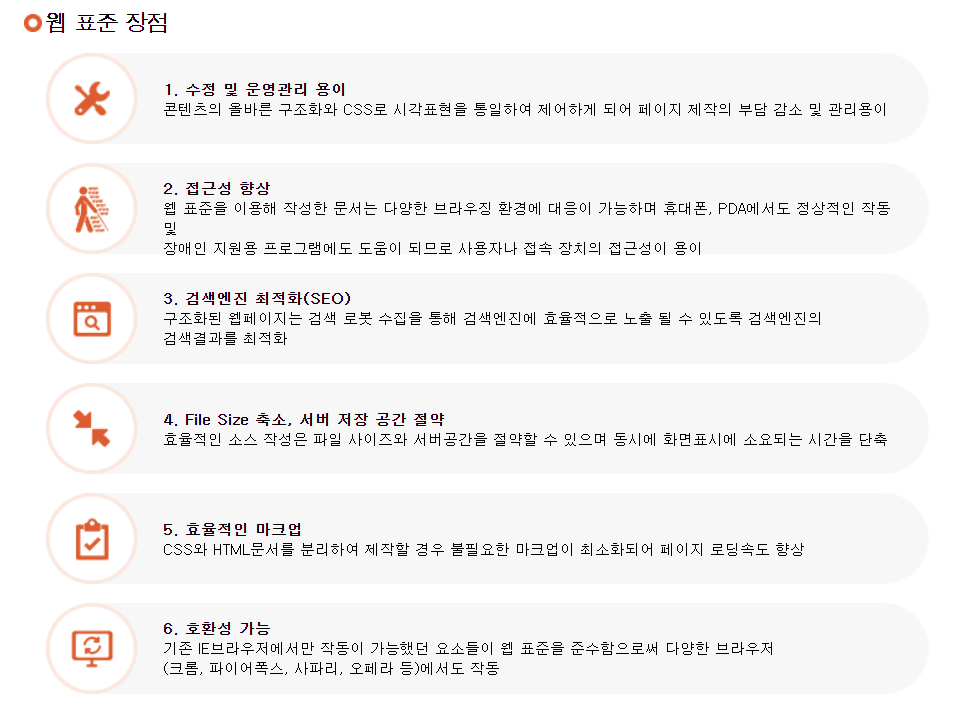 웹 표준 장점
1. 수정 및 운영관리 용이
콘텐츠의 올바른 구조화와 CSS로 시각표현을 통일하여 제어하게 되어 페이지 제작의 부담 감소 및 관리용이
2. 접근성 향상
웹 표준을 이용해 작성한 문서는 다양한 브라우징 환경에 대응이 가능하며 휴대폰, PDA에서도 정상적인 작동
및
장애인 지원용 프로그램에도 도움이 되므로 사용자나 접속 장치의 접근성이 용이
3. 검색엔진 최적화(SEO)
구조화된 웹페이지는 검색 로봇 수집을 통해 검색엔진에 효율적으로 노출 될 수 있도록 검색엔진의
검색결과를 최적화
4. File Size 축소, 서버 저장 공간 절약
효율적인 소스 작성은 파일 사이즈와 서버공간을 절약할 수 있으며 동시에 화면표시에 소요되는 시간을 단축
5. 효율적인 마크업
CSS와 HTML문서를 분리하여 제작할 경우 불필요한 마크업이 최소화되어 페이지 로딩속도 향상
6. 호환성 가능
기존 IE브라우저에서만 작동이 가능했던 요소들이 웹 표준을 준수함으로써 다양한 브라우저
(크롬, 파이어폭스, 사파리, 오페라 등)에서도 작동